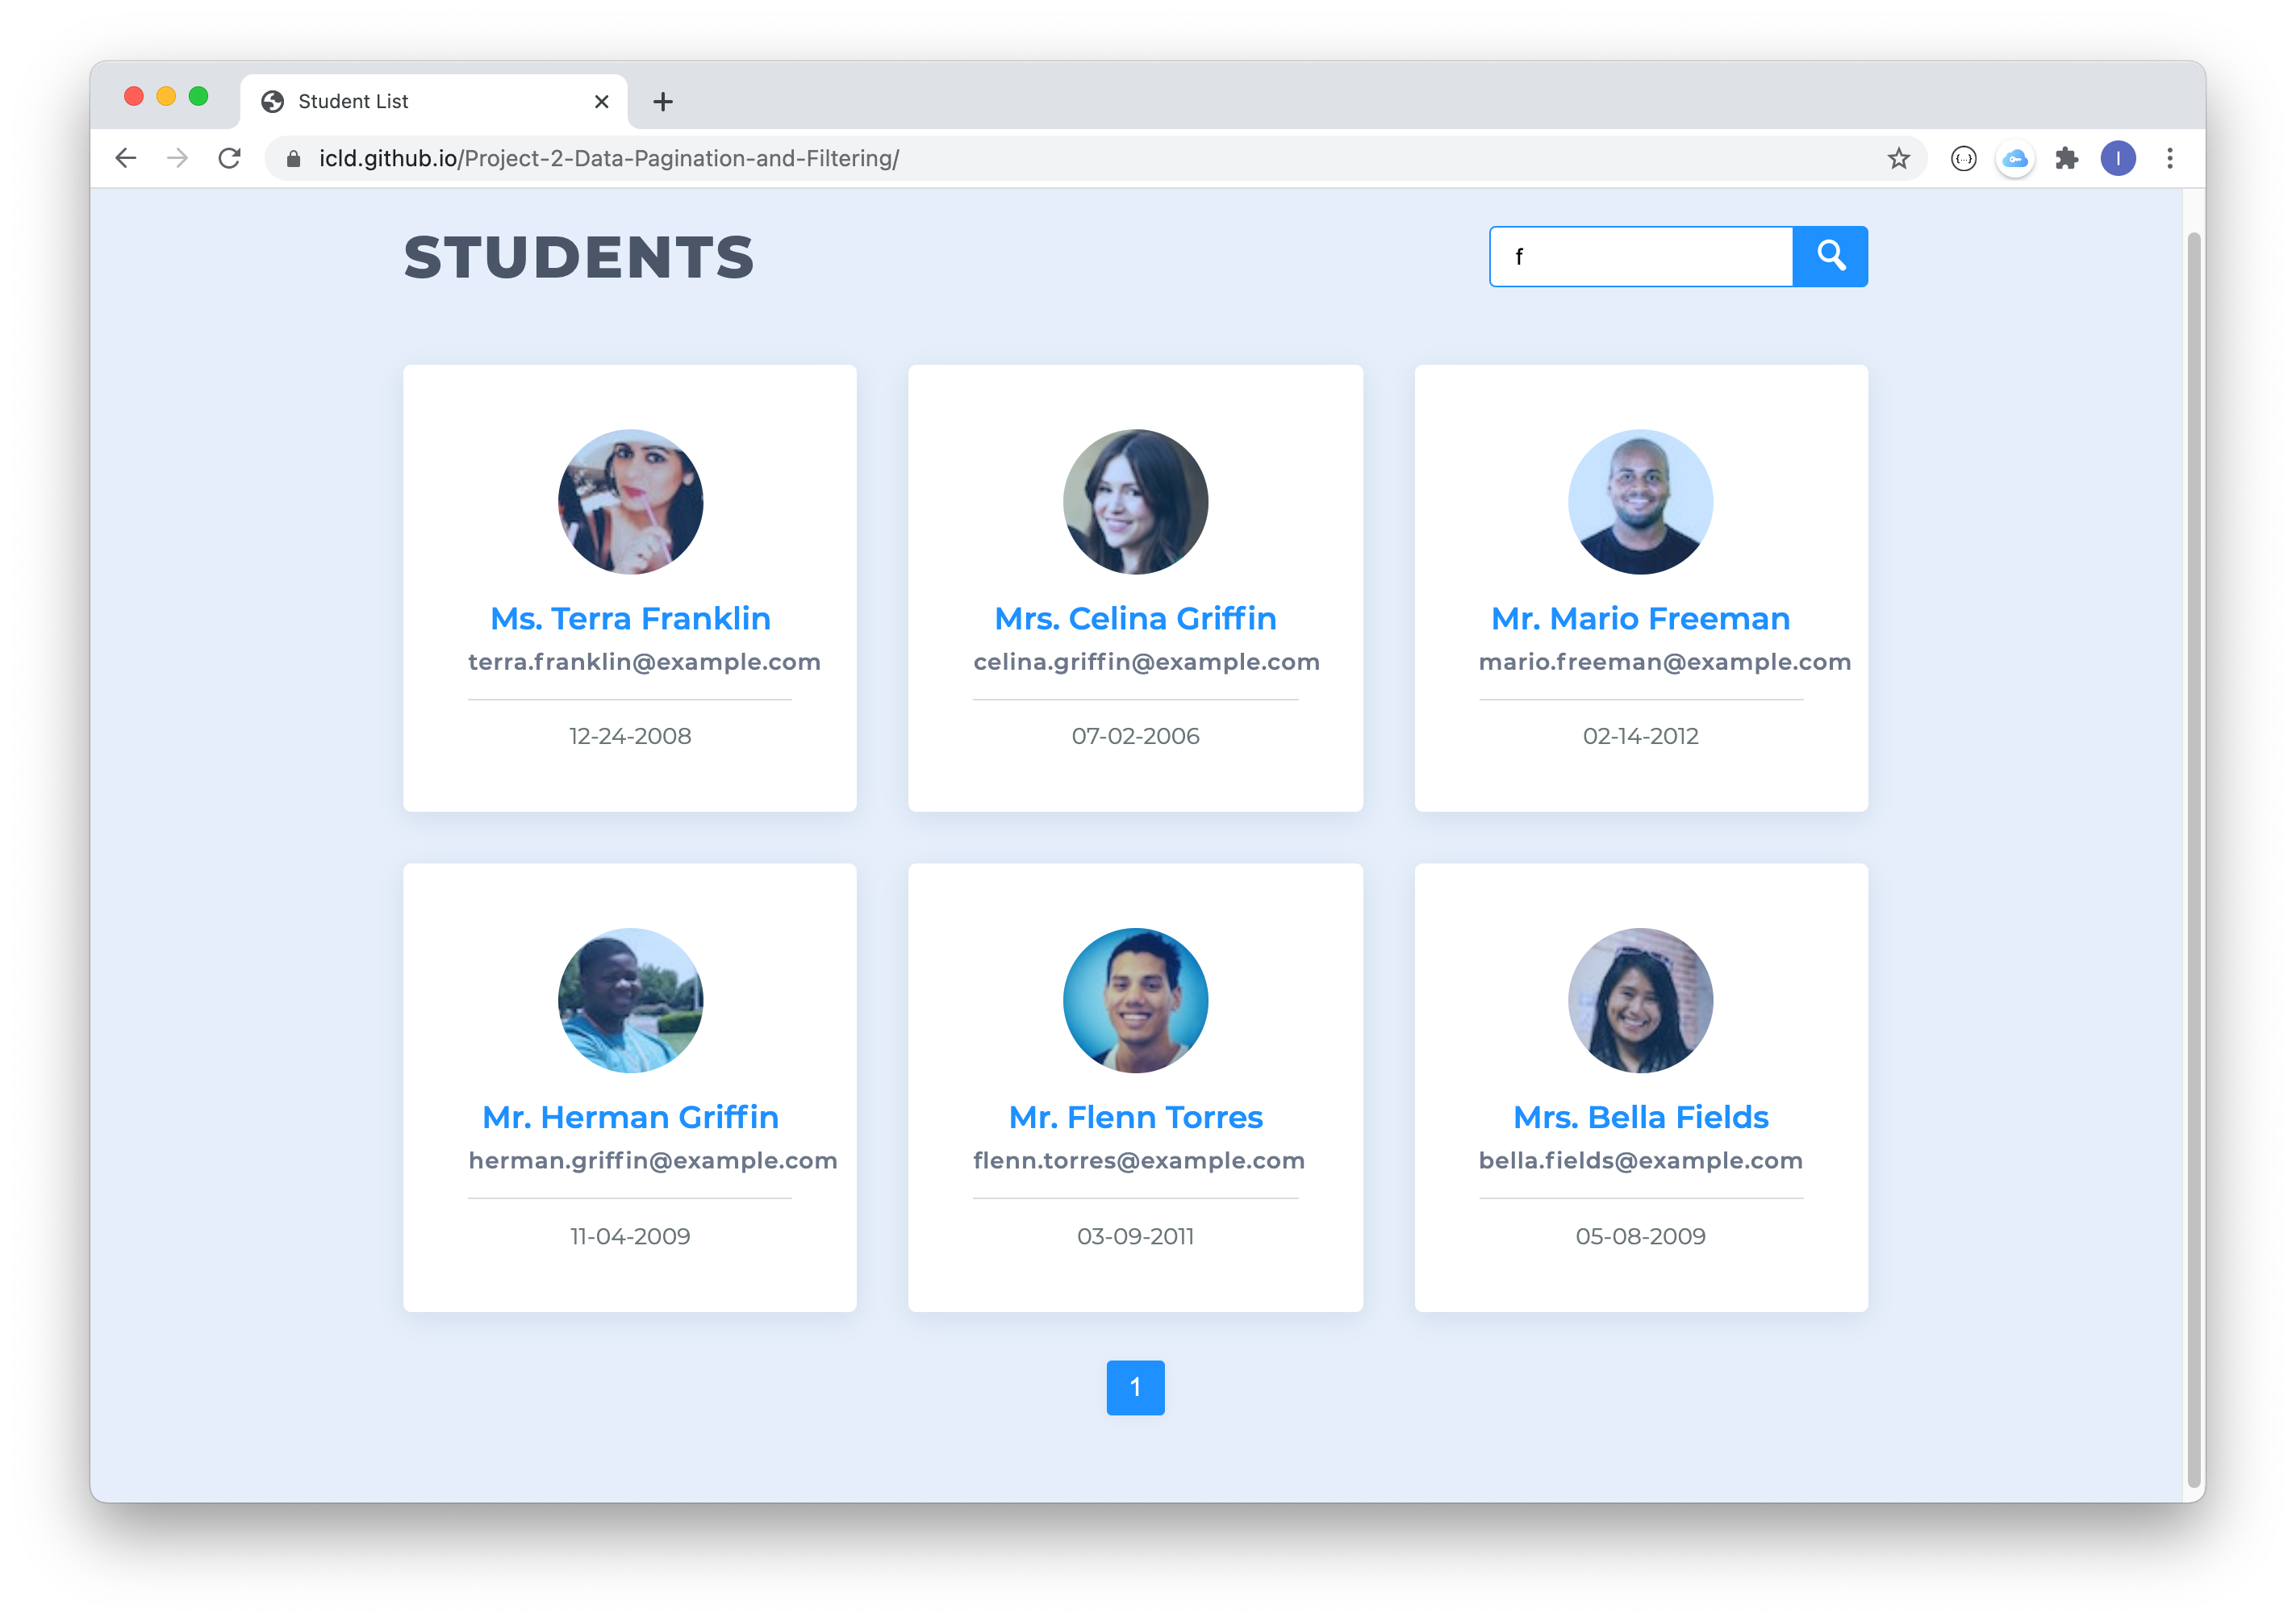 Student List
icld.github.io/Project-2-Data-Pagination-and-Filtering/
I
STUDENTS
f
Ms. Terra Franklin
terra.franklin@example.com
12-24-2008
Mrs. Celina Griffin
celina.griffin@example.com
07-02-2006
Mr. Mario Freeman
mario.freeman@example.com
02-14-2012
Mr. Herman Griffin
herman.griffin@example.com
11-04-2009
Mr. Flenn Torres
flenn.torres@example.com
03-09-2011
Mrs. Bella Fields
bella.fields@example.com
05-08-2009
1